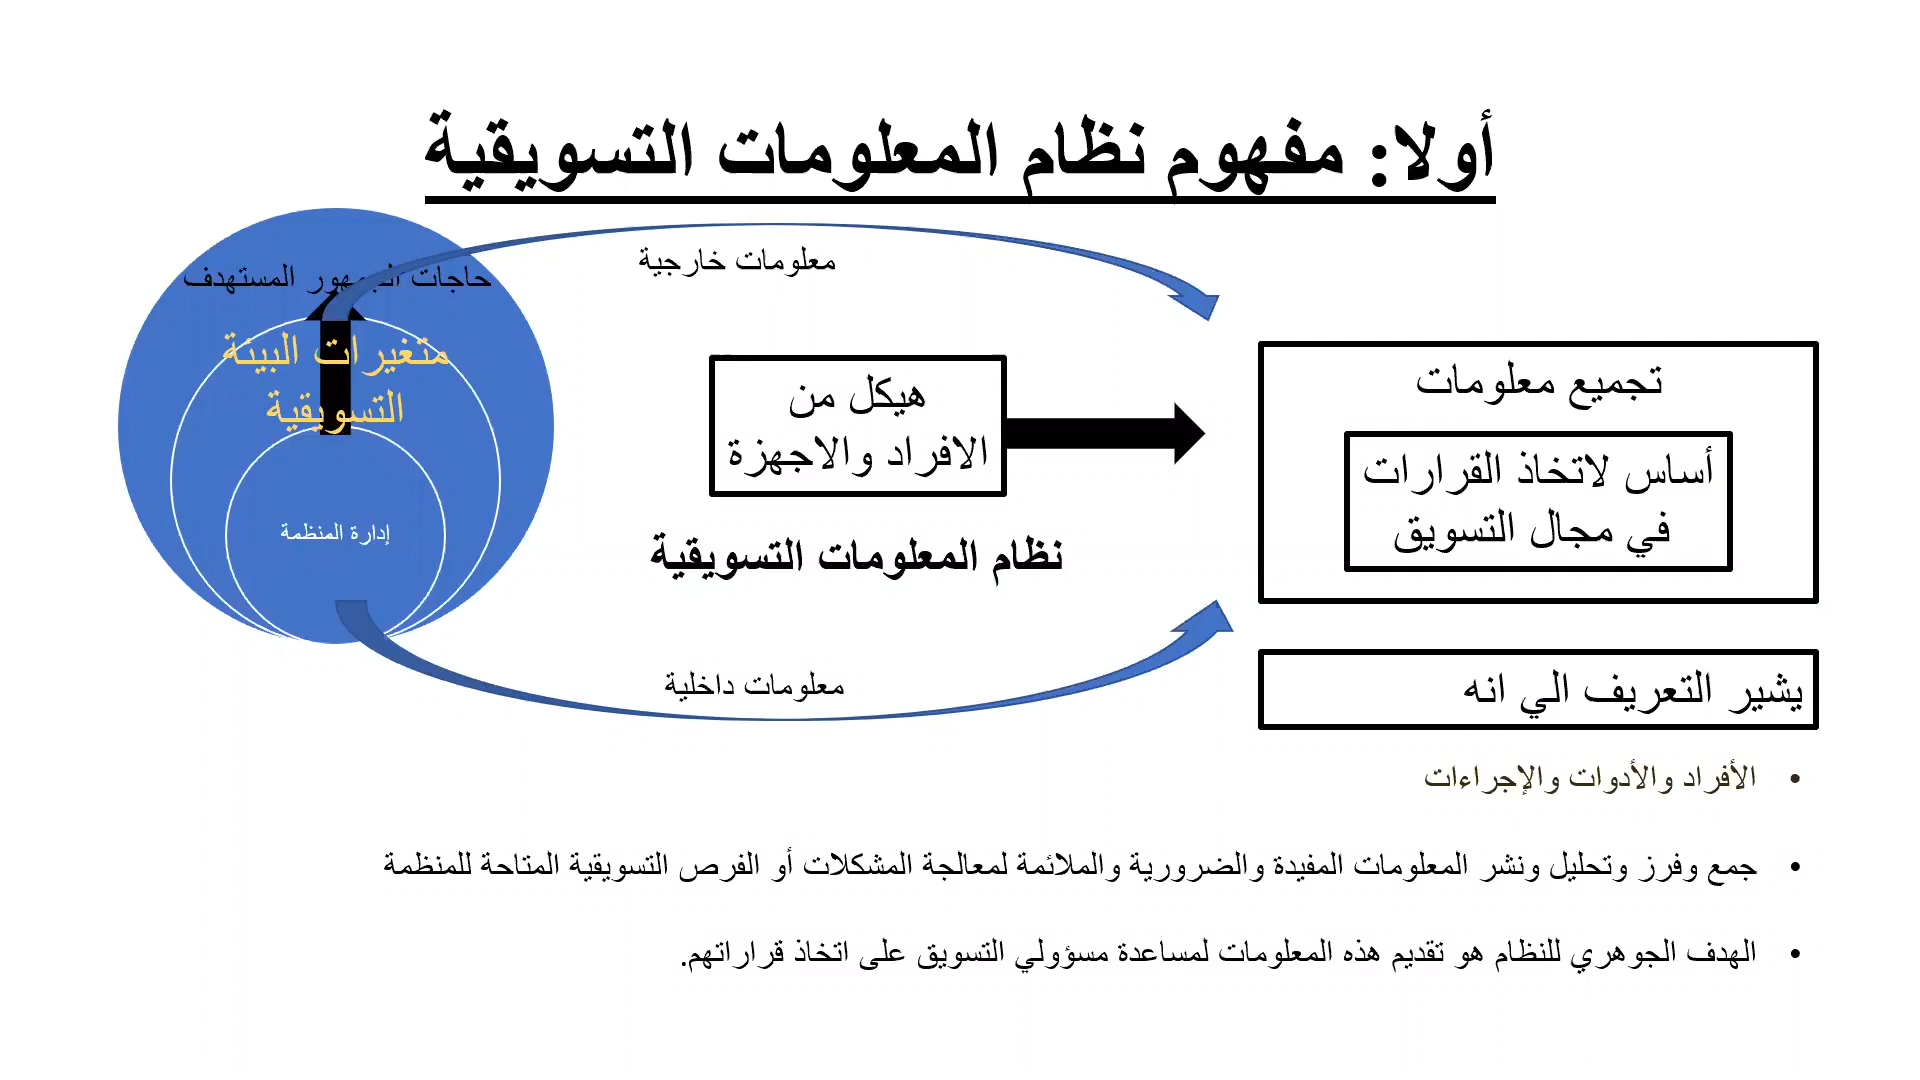 أولا: مفهوم نظام المعلومات التسويقية
معلومات خارجية
حاجات الجمهور المستهدف
متغيرات البيئة
التسويقية
إدارة المنظمة
هيكل من
الافراد والاجهزة
نظام المعلومات التسويقية
تجميع معلومات
أساس لاتخاذ القرارات
في مجال التسويق
معلومات داخلية
يشير التعريف الي انه
• الأفراد والأدوات والإجراءات
• جمع وفرز وتحليل ونشر المعلومات المفيدة والضرورية والملائمة لمعالجة المشكلات أو الفرص التسويقية المتاحة للمنظمة
• الهدف الجوهري للنظام هو تقديم هذه المعلومات لمساعدة مسؤولي التسويق على اتخاذ قراراتهم.